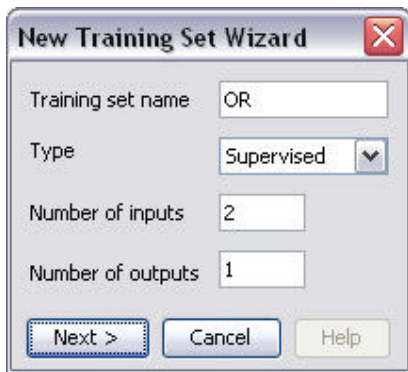 New Training Set Wizard
Training set name OR
Type Supervised
Number of inputs 2
Number of outputs 1
Next > Cancel Help